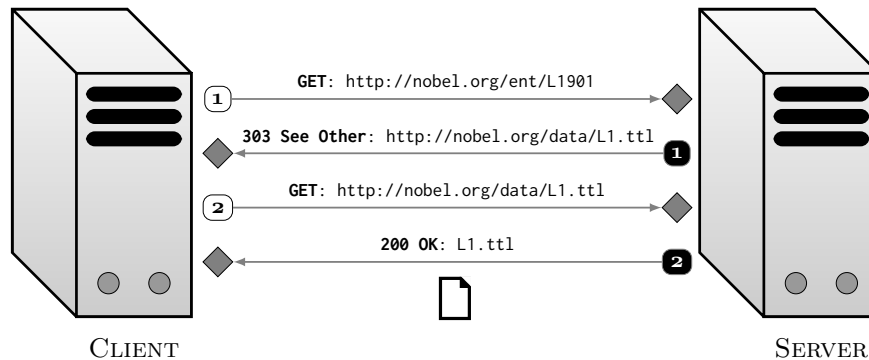 GET: http://nobel.org/ent/L1901
1
303 See Other: http://nobel.org/data/L1.ttl
1
GET: http://nobel.org/data/L1.ttl
2
200 OK: L1.ttl
2
CLIENT
SERVER